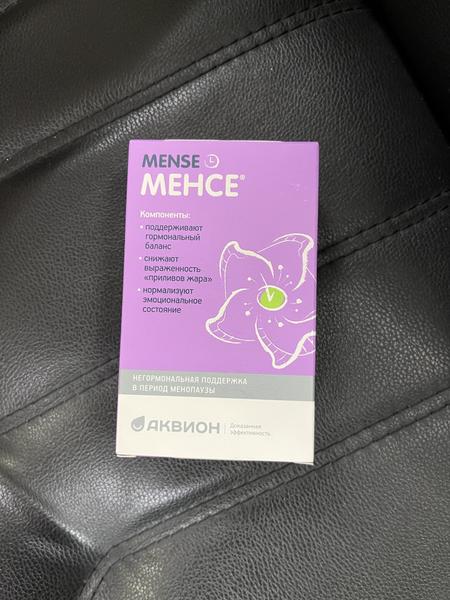 MENSE
МЕНСЕ®
Компоненты:
• поддерживают
гормональный
баланс
• снижают
выраженность
«приливов жара»
• нормализуют
эмоциональное
состояние
НЕГОРМОНАЛЬНАЯ ПОДДЕРЖКА
В ПЕРИОД МЕНОПАУЗЫ
АКВИОН
Доказанная
эффективность.